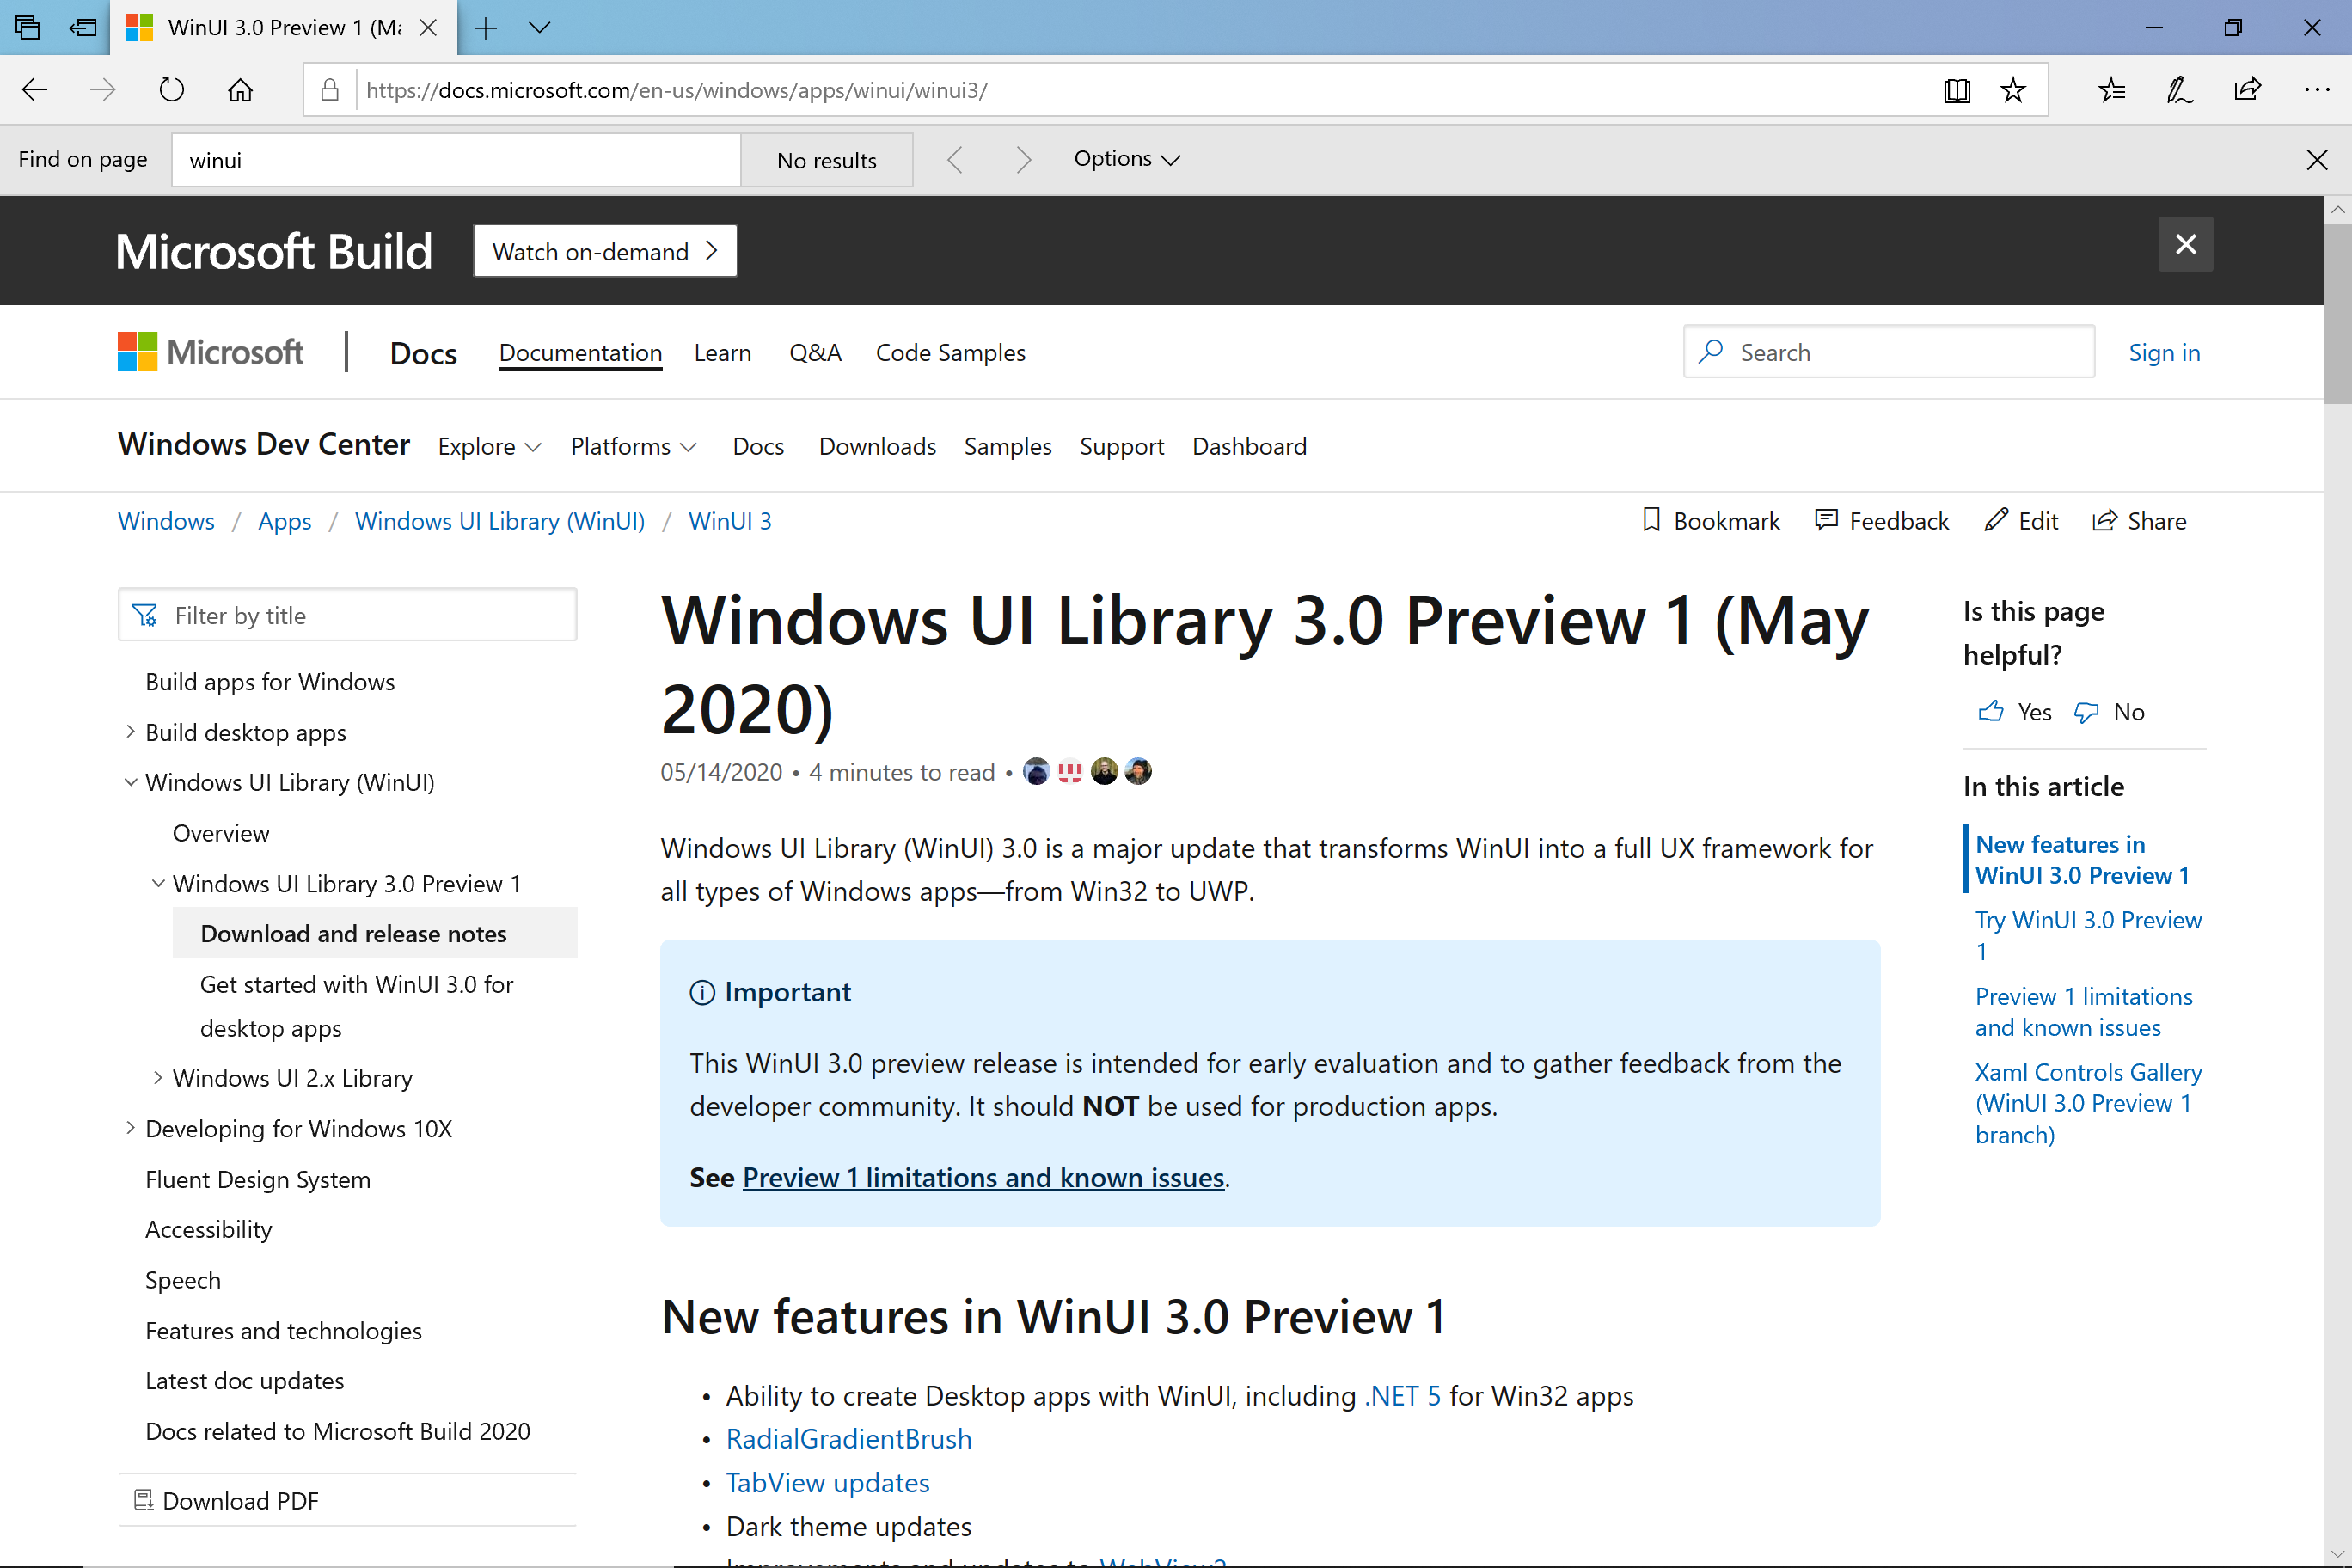 WinUI 3.0 Preview 1 (Ma
https://docs.microsoft.com/en-us/windows/apps/winui/winui3/
Find on page
winui
No results
Options
Microsoft Build
Watch on-demand
Microsoft
Docs
Documentation
Learn
Q&A
Code Samples
Search
Sign in
Windows Dev Center
Explore
Platforms
Docs
Downloads
Samples
Support
Dashboard
Windows / Apps / Windows UI Library (WinUI) / WinUI 3
Bookmark
Feedback
Edit
Share
Filter by title
Build apps for Windows
Build desktop apps
Windows UI Library (WinUI)
Overview
Windows UI Library 3.0 Preview 1
Download and release notes
Get started with WinUI 3.0 for
desktop apps
Windows UI 2.x Library
Developing for Windows 10X
Fluent Design System
Accessibility
Speech
Features and technologies
Latest doc updates
Docs related to Microsoft Build 2020
Download PDF
Windows UI Library 3.0 Preview 1 (May
2020)
05/14/2020 • 4 minutes to read •
Windows UI Library (WinUI) 3.0 is a major update that transforms WinUI into a full UX framework for
all types of Windows apps—from Win32 to UWP.
Important
This WinUI 3.0 preview release is intended for early evaluation and to gather feedback from the
developer community. It should NOT be used for production apps.
See Preview 1 limitations and known issues.
New features in WinUI 3.0 Preview 1
• Ability to create Desktop apps with WinUI, including .NET 5 for Win32 apps
• RadialGradientBrush
• TabView updates
• Dark theme updates
Improvements and updates to WebView2
Is this page
helpful?
Yes
No
In this article
New features in
WinUI 3.0 Preview 1
Try WinUI 3.0 Preview
1
Preview 1 limitations
and known issues
Xaml Controls Gallery
(WinUI 3.0 Preview 1
branch)